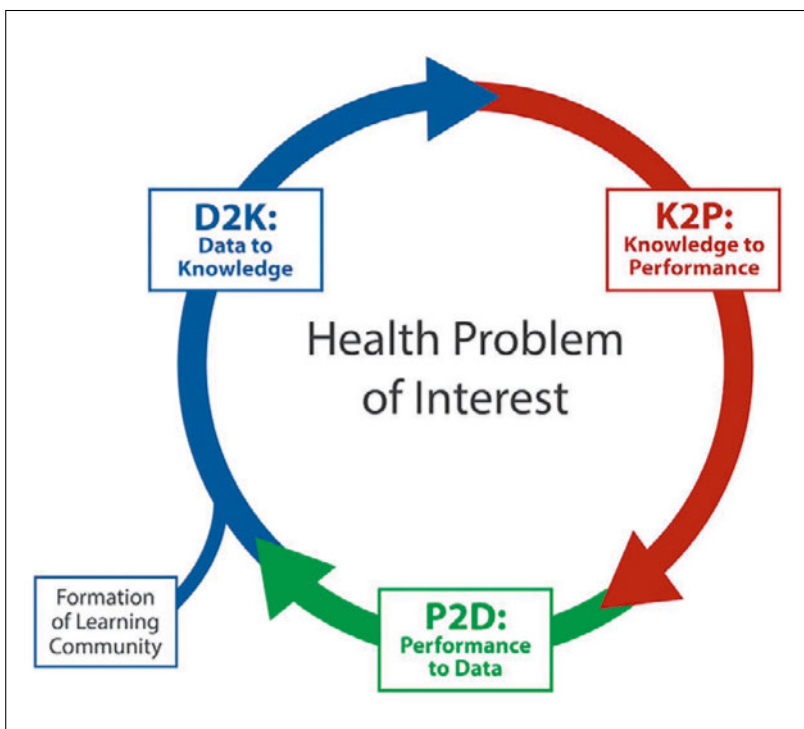 D2K:
Data to
Knowledge
K2P:
Knowledge to
Performance
Health Problem
of Interest
Formation
of Learning
Community
P2D:
Performance
to Data